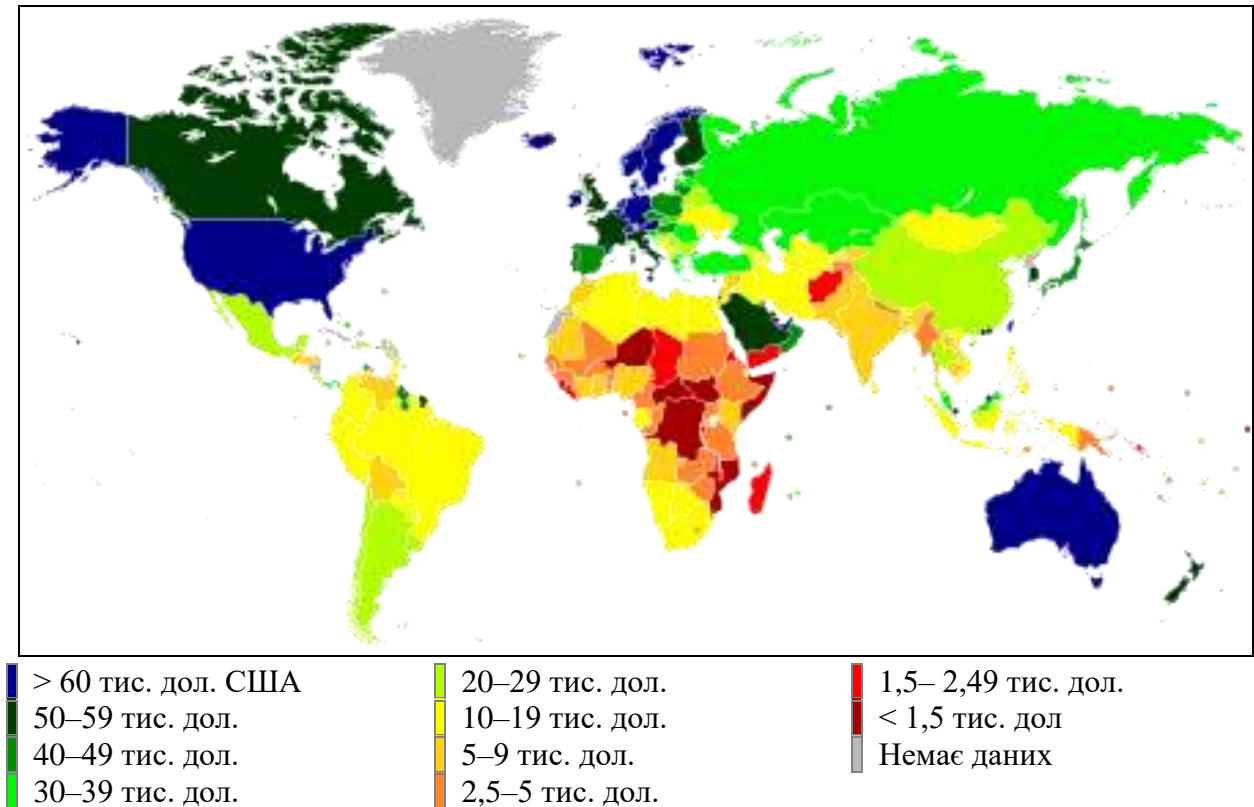 > 60 тис. дол. США
50–59 тис. дол.
40–49 тис. дол.
30–39 тис. дол.
20–29 тис. дол.
10–19 тис. дол.
5–9 тис. дол.
2,5–5 тис. дол.
1,5– 2,49 тис. дол.
< 1,5 тис. дол
Немає даних